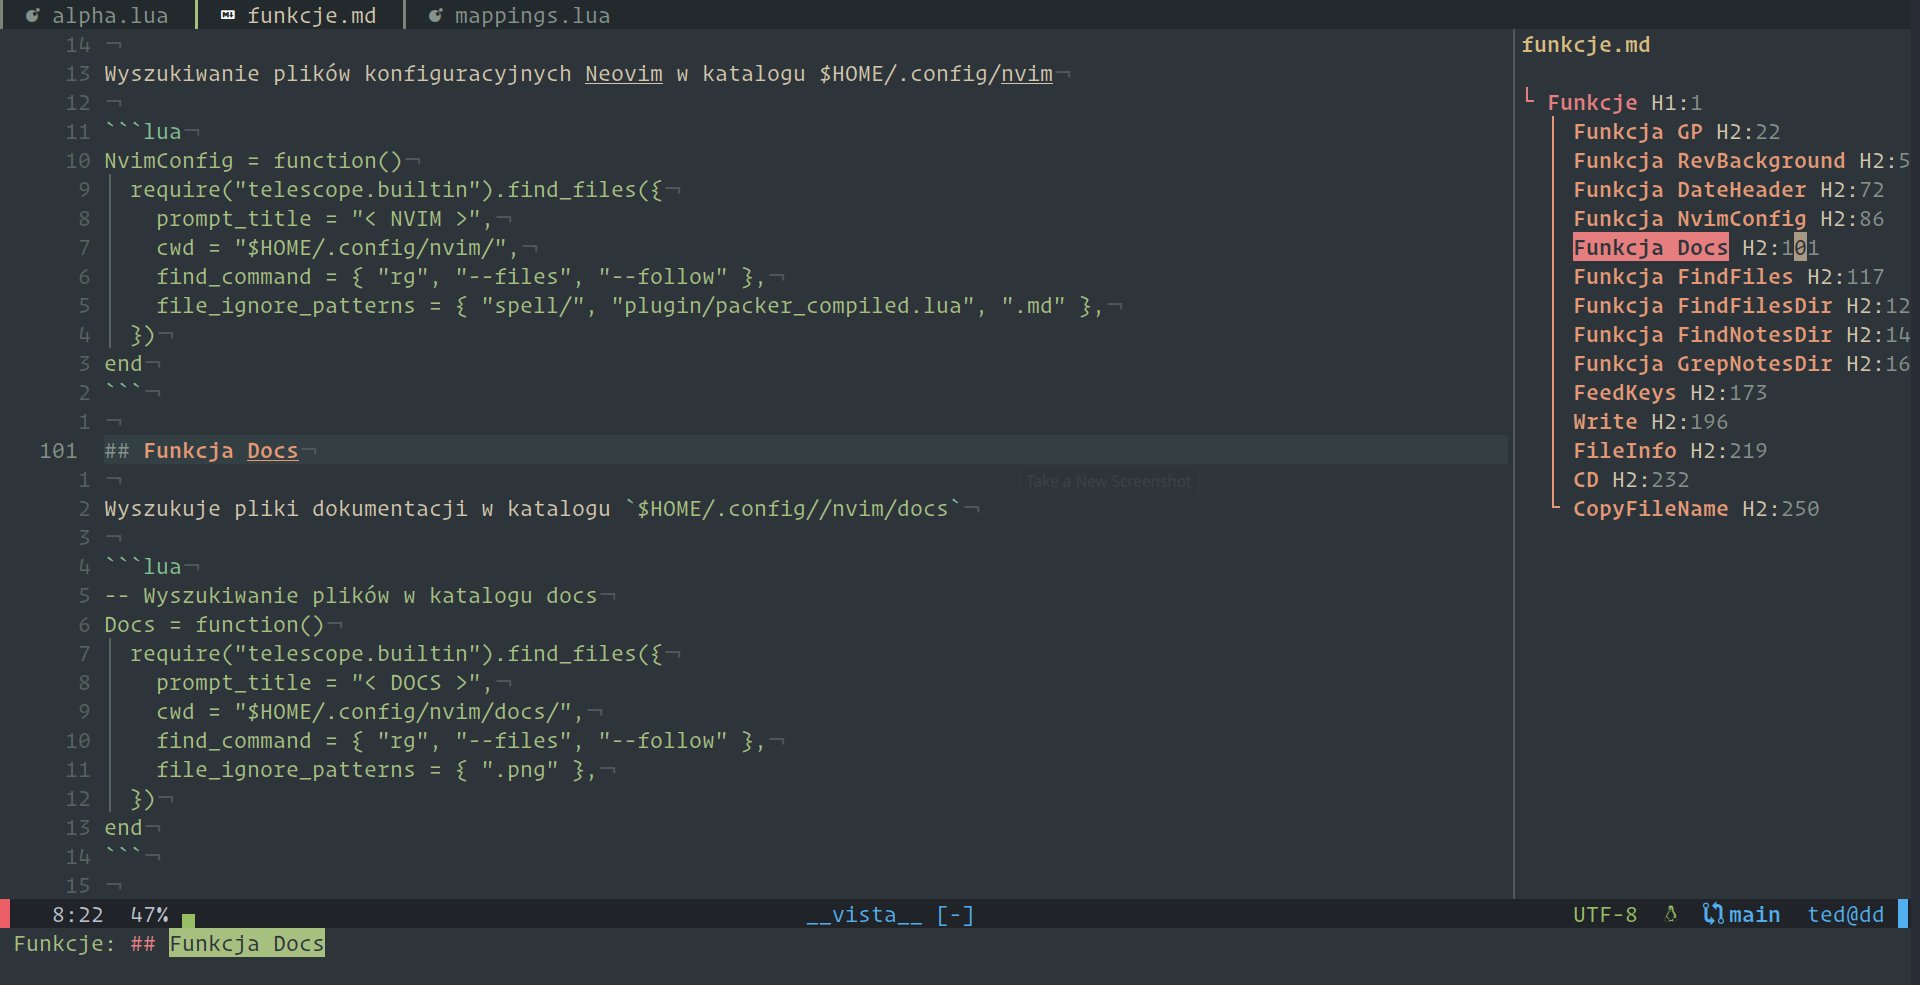 alpha.lua funkcje.md mappings.lua
14 ¬
13 Wyszukiwanie plików konfiguracyjnych Neovim w katalogu $HOME/.config/nvim¬
12 ¬
11 ```lua¬
10 NvimConfig = function()¬
9 require("telescope.builtin").find_files({¬
8 prompt_title = "< NVIM >",¬
7 cwd = "$HOME/.config/nvim/",¬
6 find_command = { "rg", "--files", "--follow" },¬
5 file_ignore_patterns = { "spell/", "plugin/packer_compiled.lua", ".md" },¬
4 })¬
3 end¬
2 ```¬
1 ¬
101 ## Funkcja Docs¬
1 ¬
Take a New Screenshot
2 Wyszukuje pliki dokumentacji w katalogu `$HOME/.config//nvim/docs`¬
3 ¬
4 ```lua¬
5 -- Wyszukiwanie plików w katalogu docs¬
6 Docs = function()¬
7 require("telescope.builtin").find_files({¬
8 prompt_title = "< DOCS >",¬
9 cwd = "$HOME/.config/nvim/docs/",¬
10 find_command = { "rg", "--files", "--follow" },¬
11 file_ignore_patterns = { ".png" },¬
12 })¬
13 end¬
14 ```¬
15 ¬
funkcje.md
Funkcje H1:1
Funkcja GP H2:22
Funkcja RevBackground H2:5
Funkcja DateHeader H2:72
Funkcja NvimConfig H2:86
Funkcja Docs H2:101
Funkcja FindFiles H2:117
Funkcja FindFilesDir H2:12
Funkcja FindNotesDir H2:14
Funkcja GrepNotesDir H2:16
FeedKeys H2:173
Write H2:196
FileInfo H2:219
CD H2:232
CopyFileName H2:250
8:22 47% __vista__ [-] UTF-8 main ted@dd
Funkcje: ## Funkcja Docs